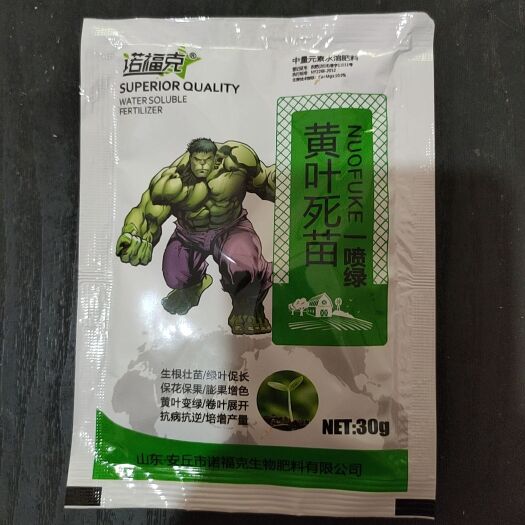 诺福克®
SUPERIOR QUALITY
WATER SOLUBLE
FERTILIZER
中量元素水溶肥料
黄叶死苗
NUOFUKE
一喷绿
生根壮苗/绿叶促长
保花保果/膨果增色
黄叶变绿/卷叶展开
抗病抗逆/培增产量
NET:30g
山东·安丘市诺福克生物肥料有限公司